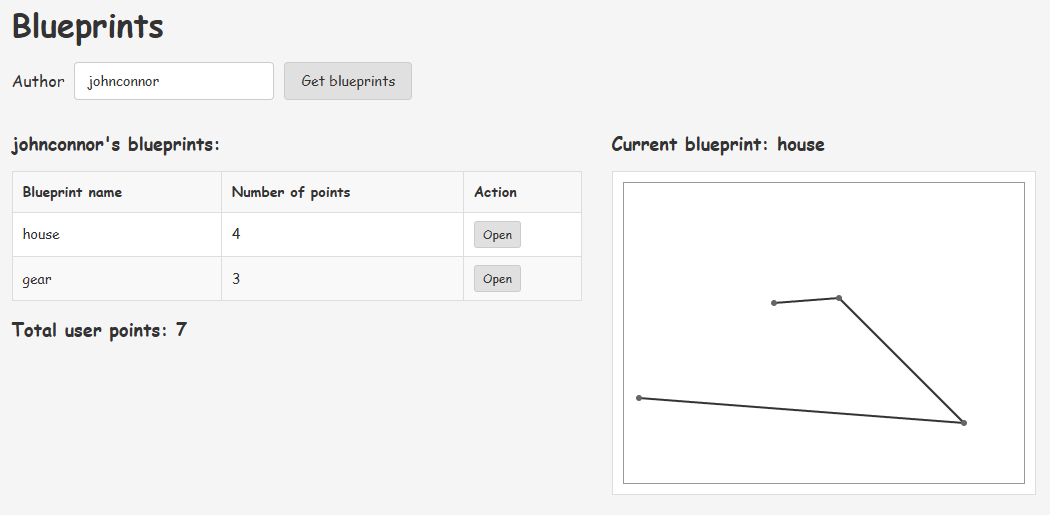 Blueprints
Author johnconnor Get blueprints
johnconnor's blueprints:
Blueprint name Number of points Action
house 4 Open
gear 3 Open
Total user points: 7
Current blueprint: house